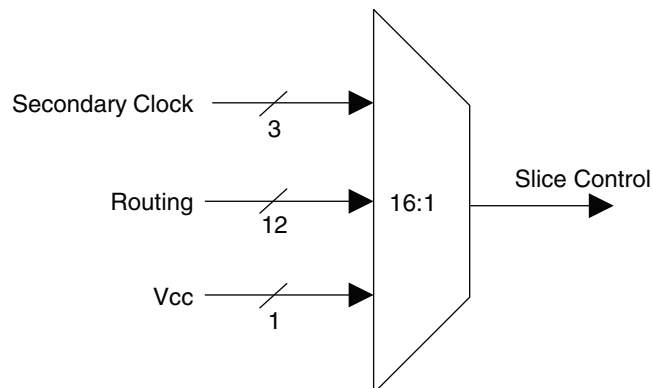 Secondary Clock
3
Routing
12
16:1
Slice Control
Vcc
1